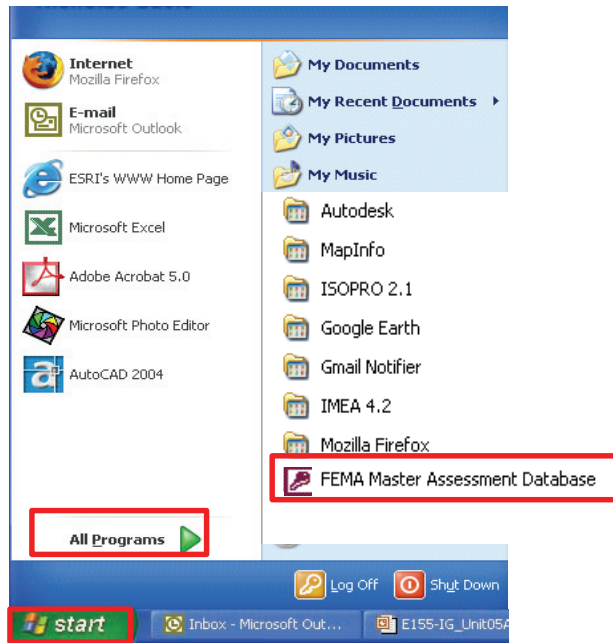 Internet
Mozilla Firefox
E-mail
Microsoft Outlook
ESRI's WWW Home Page
Microsoft Excel
Adobe Acrobat 5.0
Microsoft Photo Editor
AutoCAD 2004
All Programs
My Documents
My Recent Documents
My Pictures
My Music
Autodesk
MapInfo
ISOPRO 2.1
Google Earth
Gmail Notifier
IMEA 4.2
Mozilla Firefox
FEMA Master Assessment Database
Log Off
Shut Down
start
Inbox - Microsoft Out...
E155-IG_Unit05A